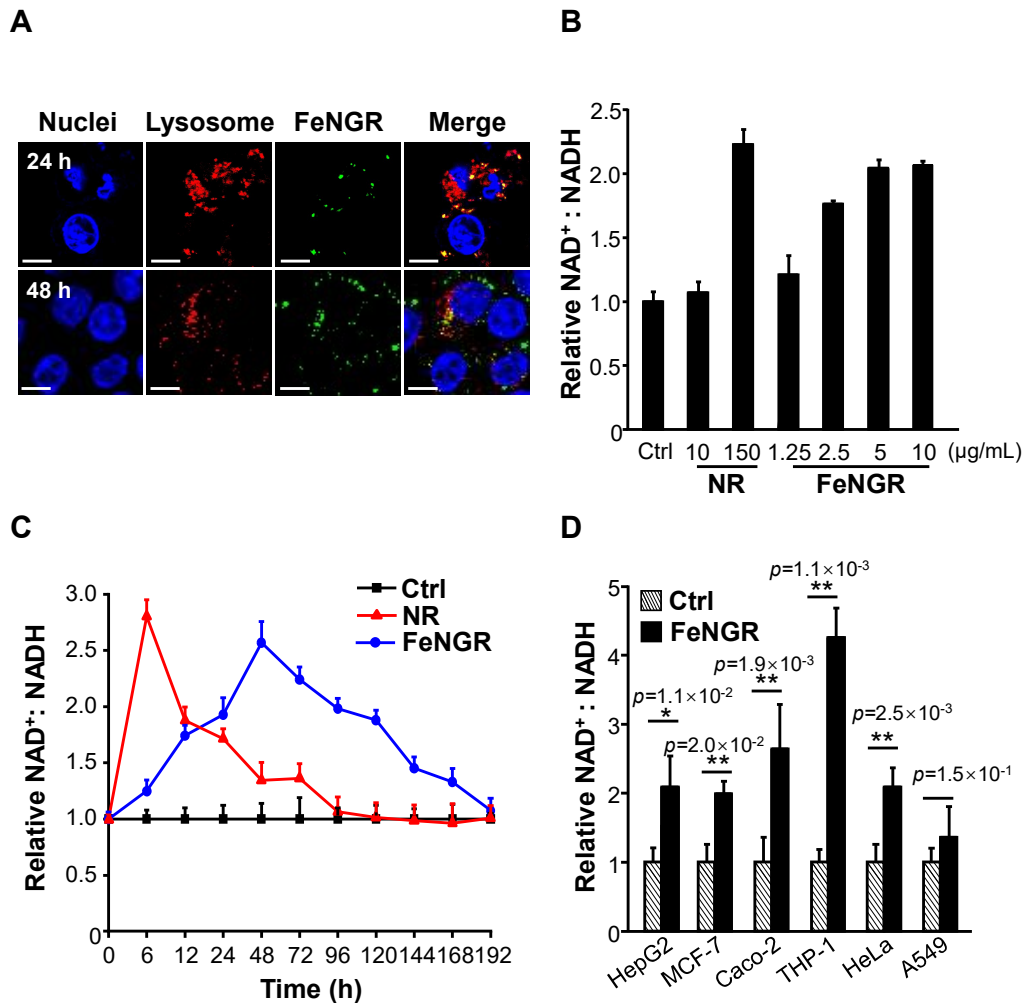 A
Nuclei Lysosome FeNGR Merge
24 h
48 h
B
Relative NAD⁺ : NADH
2.5
2.0
1.5
1.0
0.5
0
Ctrl 10 150 1.25 2.5 5 10 (μg/mL)
NR FeNGR
C
Relative NAD⁺: NADH
3.0
2.5
2.0
1.5
1.0
0.5
0
Ctrl
NR
FeNGR
0 6 12 24 48 72 96 120 144 168 192
Time (h)
D
Relative NAD⁺ : NADH
5
4
3
2
1
0
Ctrl
FeNGR
p=1.1×10⁻²
*
p=2.0×10⁻²
**
p=1.9×10⁻³
**
p=1.1×10⁻³
**
p=2.5×10⁻³
**
p=1.5×10⁻¹
HepG2 MCF-7 Caco-2 THP-1 HeLa A549